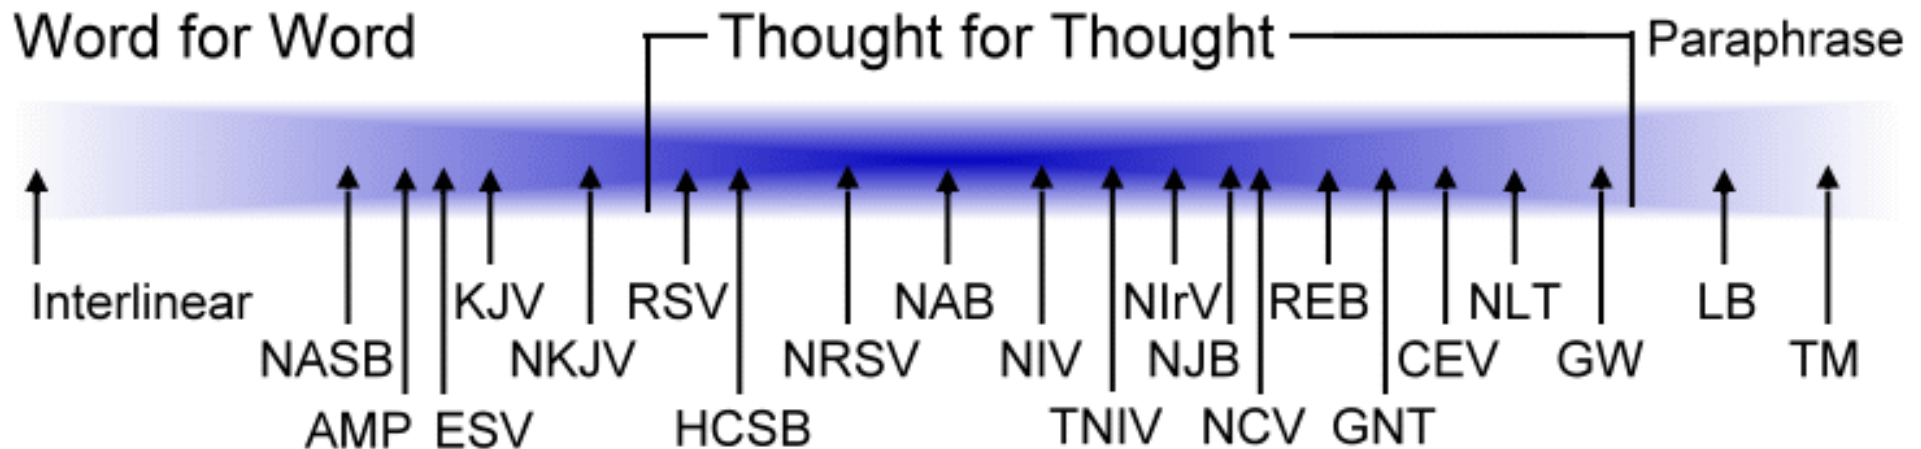 Word for Word Thought for Thought Paraphrase
Interlinear KJV RSV NAB NIrV REB NLT LB
NASB NKJV NRSV NIV NJB CEV GW TM
AMP ESV HCSB TNIV NCV GNT